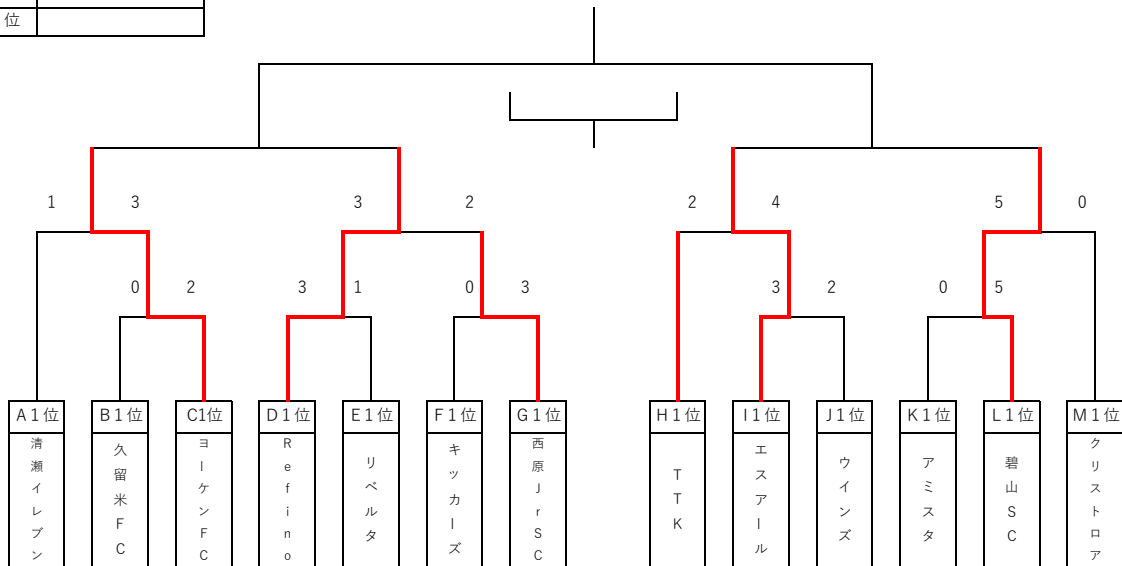 位
1 3 3 2 2 4 5 0
0 2 3 1 0 3 3 2 0 5
A1位 B1位 C1位 D1位 E1位 F1位 G1位 H1位 I1位 J1位 K1位 L1位 M1位
清瀬イレブン
久留米FC
ヨーケンFC
Refino
リベルタ
キッカーズ
西原JrSC
TTK
エスアール
ウインズ
アミスタ
碧山SC
クリストロア